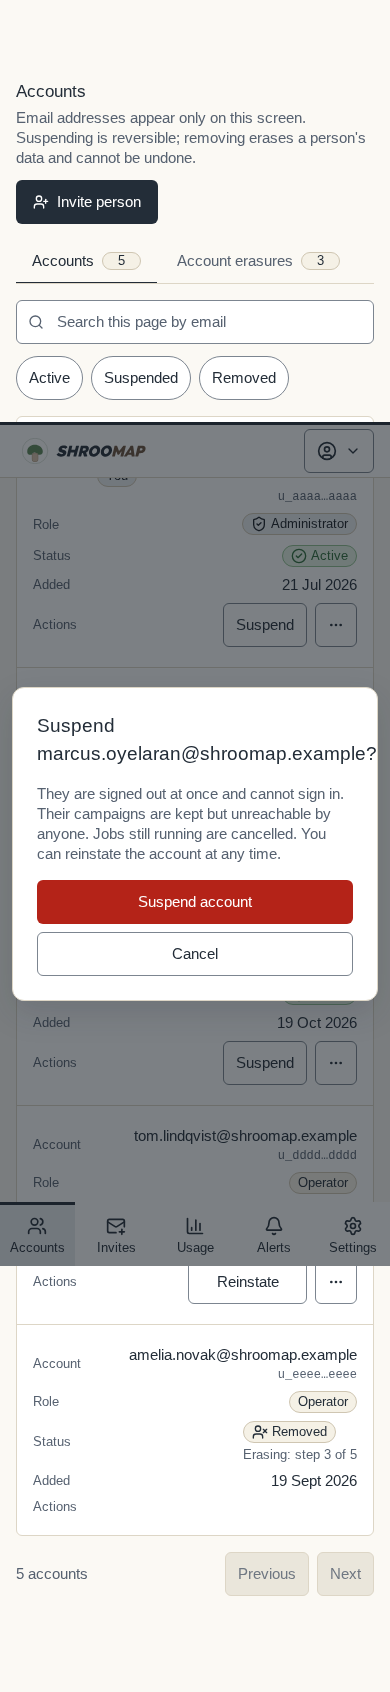 Accounts
Email addresses appear only on this screen.
Suspending is reversible; removing erases a person's
data and cannot be undone.
Invite person
Accounts 5 Account erasures 3
Search this page by email
Active Suspended Removed
SHROOMAP
You
u_aaaa…aaaa
Role Administrator
Status Active
Added 21 Jul 2026
Actions Suspend
Suspend
marcus.oyelaran@shroomap.example?
They are signed out at once and cannot sign in.
Their campaigns are kept but unreachable by
anyone. Jobs still running are cancelled. You
can reinstate the account at any time.
Suspend account
Cancel
Added 19 Oct 2026
Actions Suspend
Account tom.lindqvist@shroomap.example
u_dddd…dddd
Role Operator
Accounts Invites Usage Alerts Settings
Actions Reinstate
Account amelia.novak@shroomap.example
u_eeee…eeee
Role Operator
Status Removed
Erasing: step 3 of 5
Added 19 Sept 2026
Actions
5 accounts Previous Next